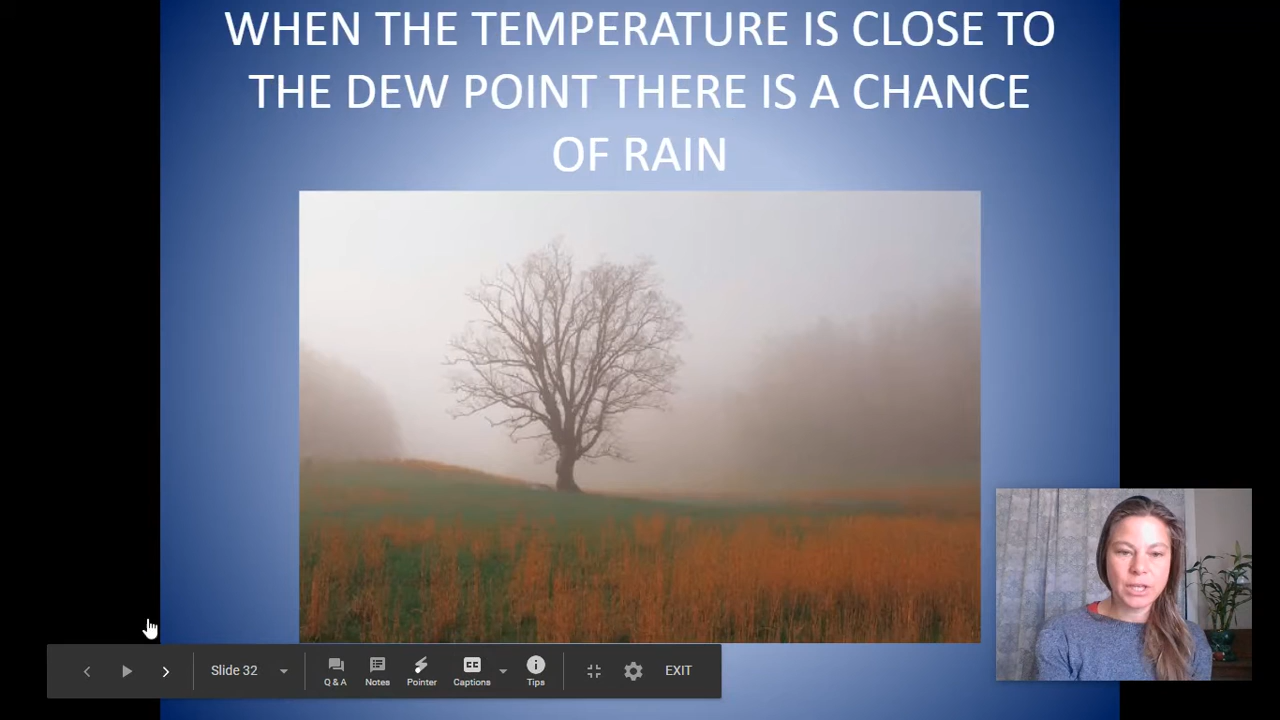 WHEN THE TEMPERATURE IS CLOSE TO
THE DEW POINT THERE IS A CHANCE
OF RAIN
Slide 32
Q & A
Notes
Pointer
CC
Captions
Tips
EXIT